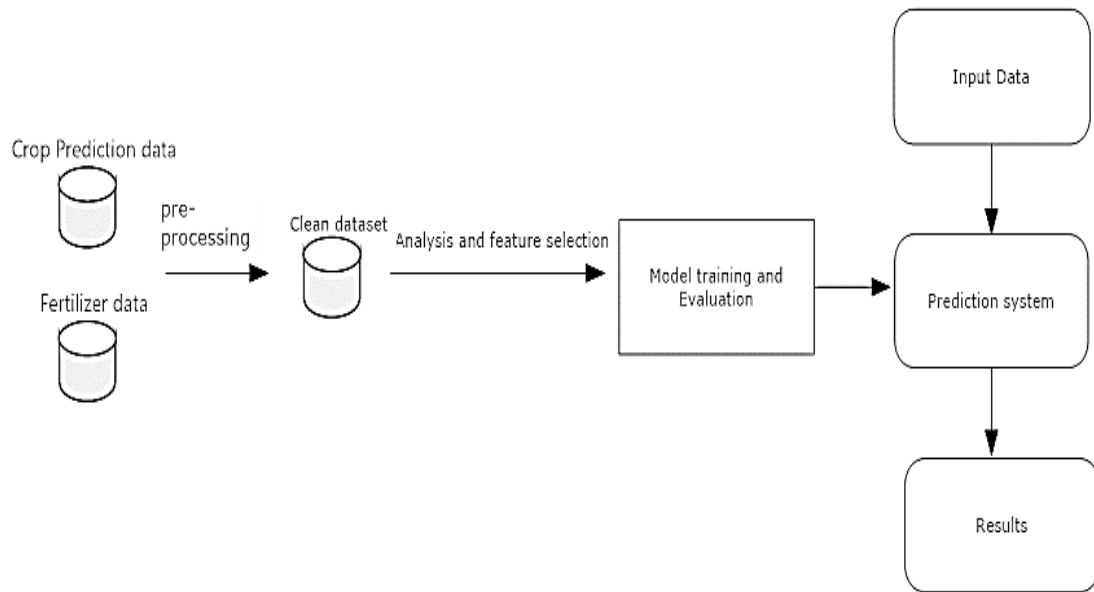 Input Data
Crop Prediction data
pre-
processing
Clean dataset
Analysis and feature selection
Model training and
Evaluation
Prediction system
Fertilizer data
Results